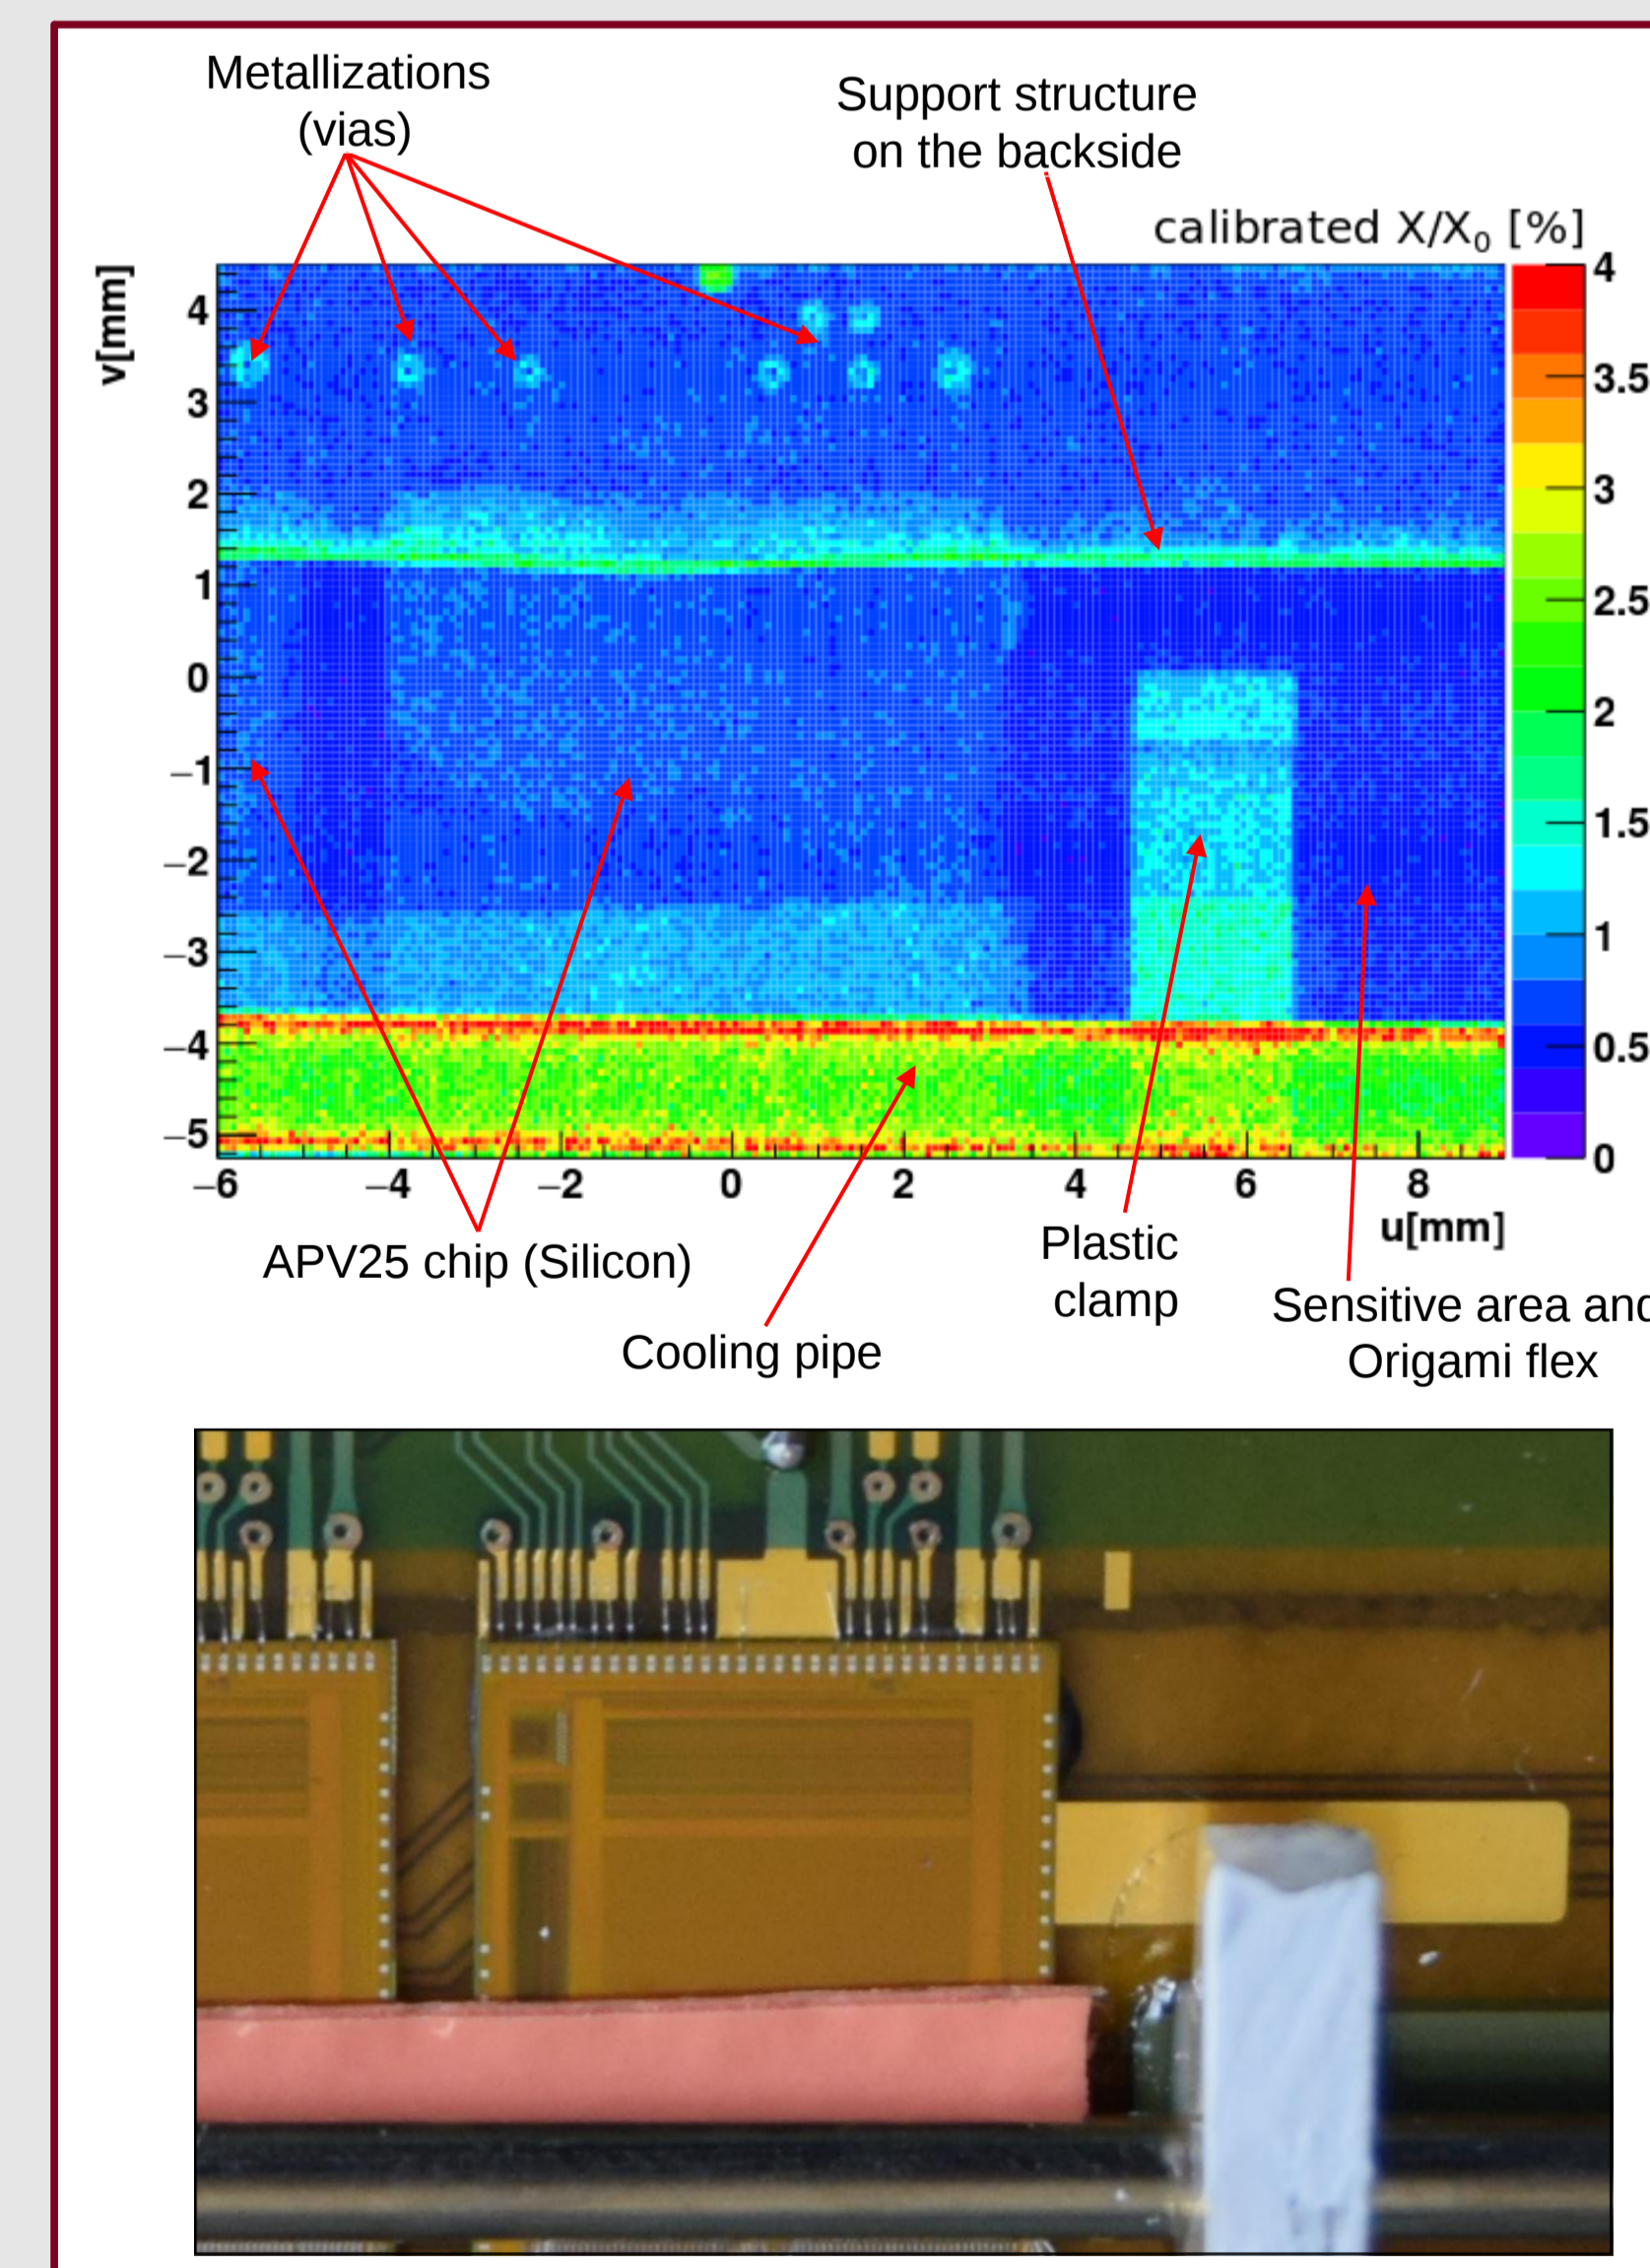 Metallizations
(vias)
Support structure
on the backside
calibrated X/X₀ [%]
v[mm]
4
3
2
1
0
−1
−2
−3
−4
−5
−6
−4
−2
0
2
4
6
8
u[mm]
4
3.5
3
2.5
2
1.5
1
0.5
0
APV25 chip (Silicon)
Cooling pipe
Plastic
clamp
Sensitive area and
Origami flex